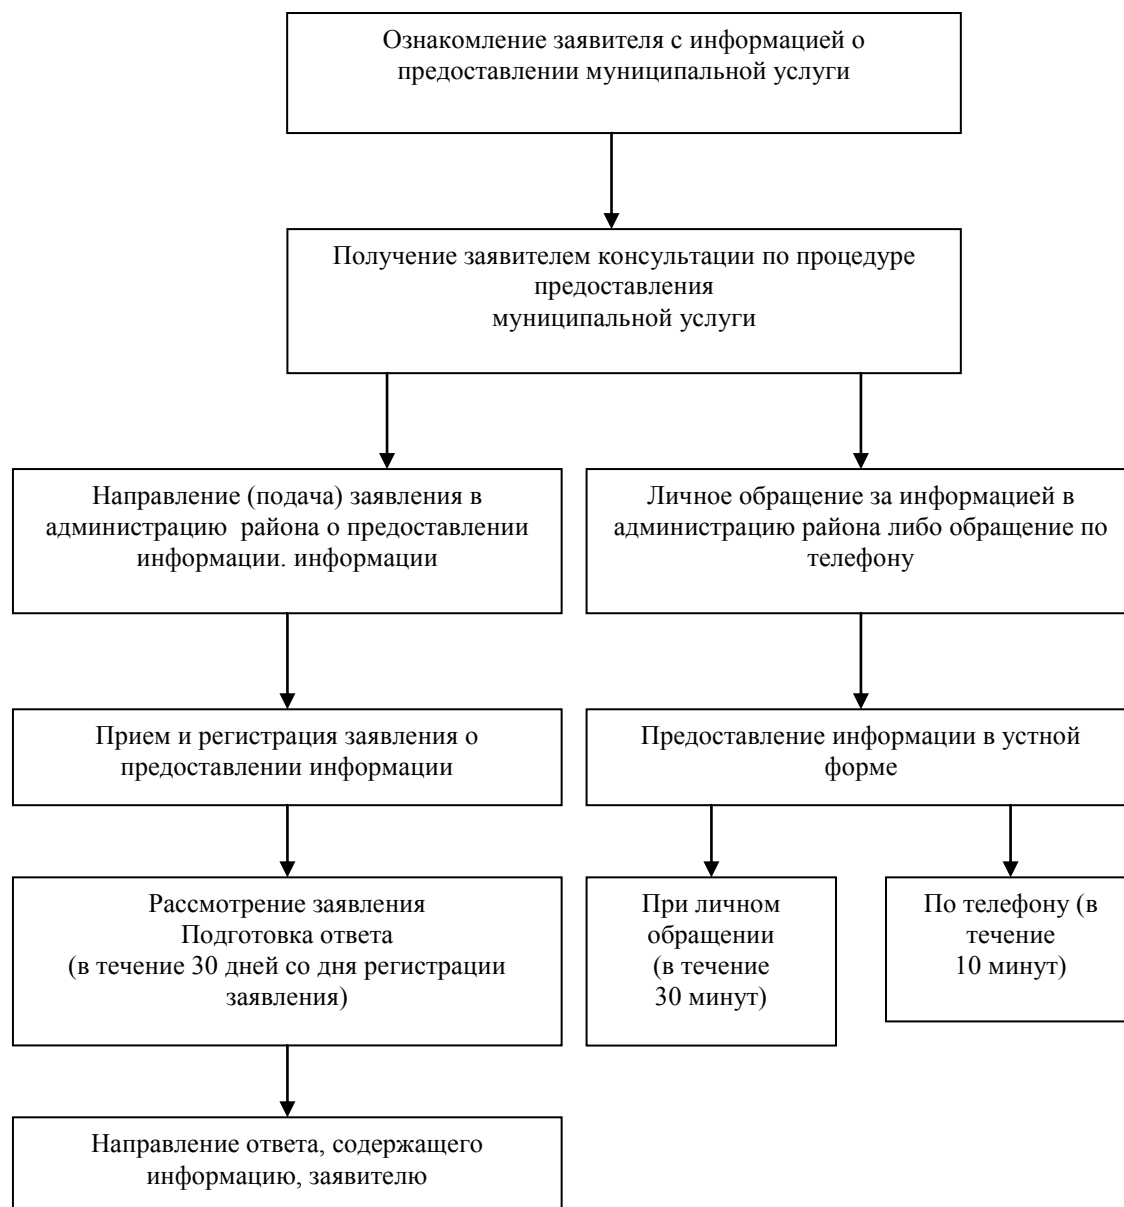 Ознакомление заявителя с информацией о
предоставлении муниципальной услуги
Получение заявителем консультации по процедуре
предоставления
муниципальной услуги
Направление (подача) заявления в
администрацию  района о предоставлении
информации. информации
Личное обращение за информацией в
администрацию района либо обращение по
телефону
Прием и регистрация заявления о
предоставлении информации
Предоставление информации в устной
форме
Рассмотрение заявления
Подготовка ответа
(в течение 30 дней со дня регистрации
заявления)
При личном
обращении
(в течение
30 минут)
По телефону (в
течение
10 минут)
Направление ответа, содержащего
информацию, заявителю